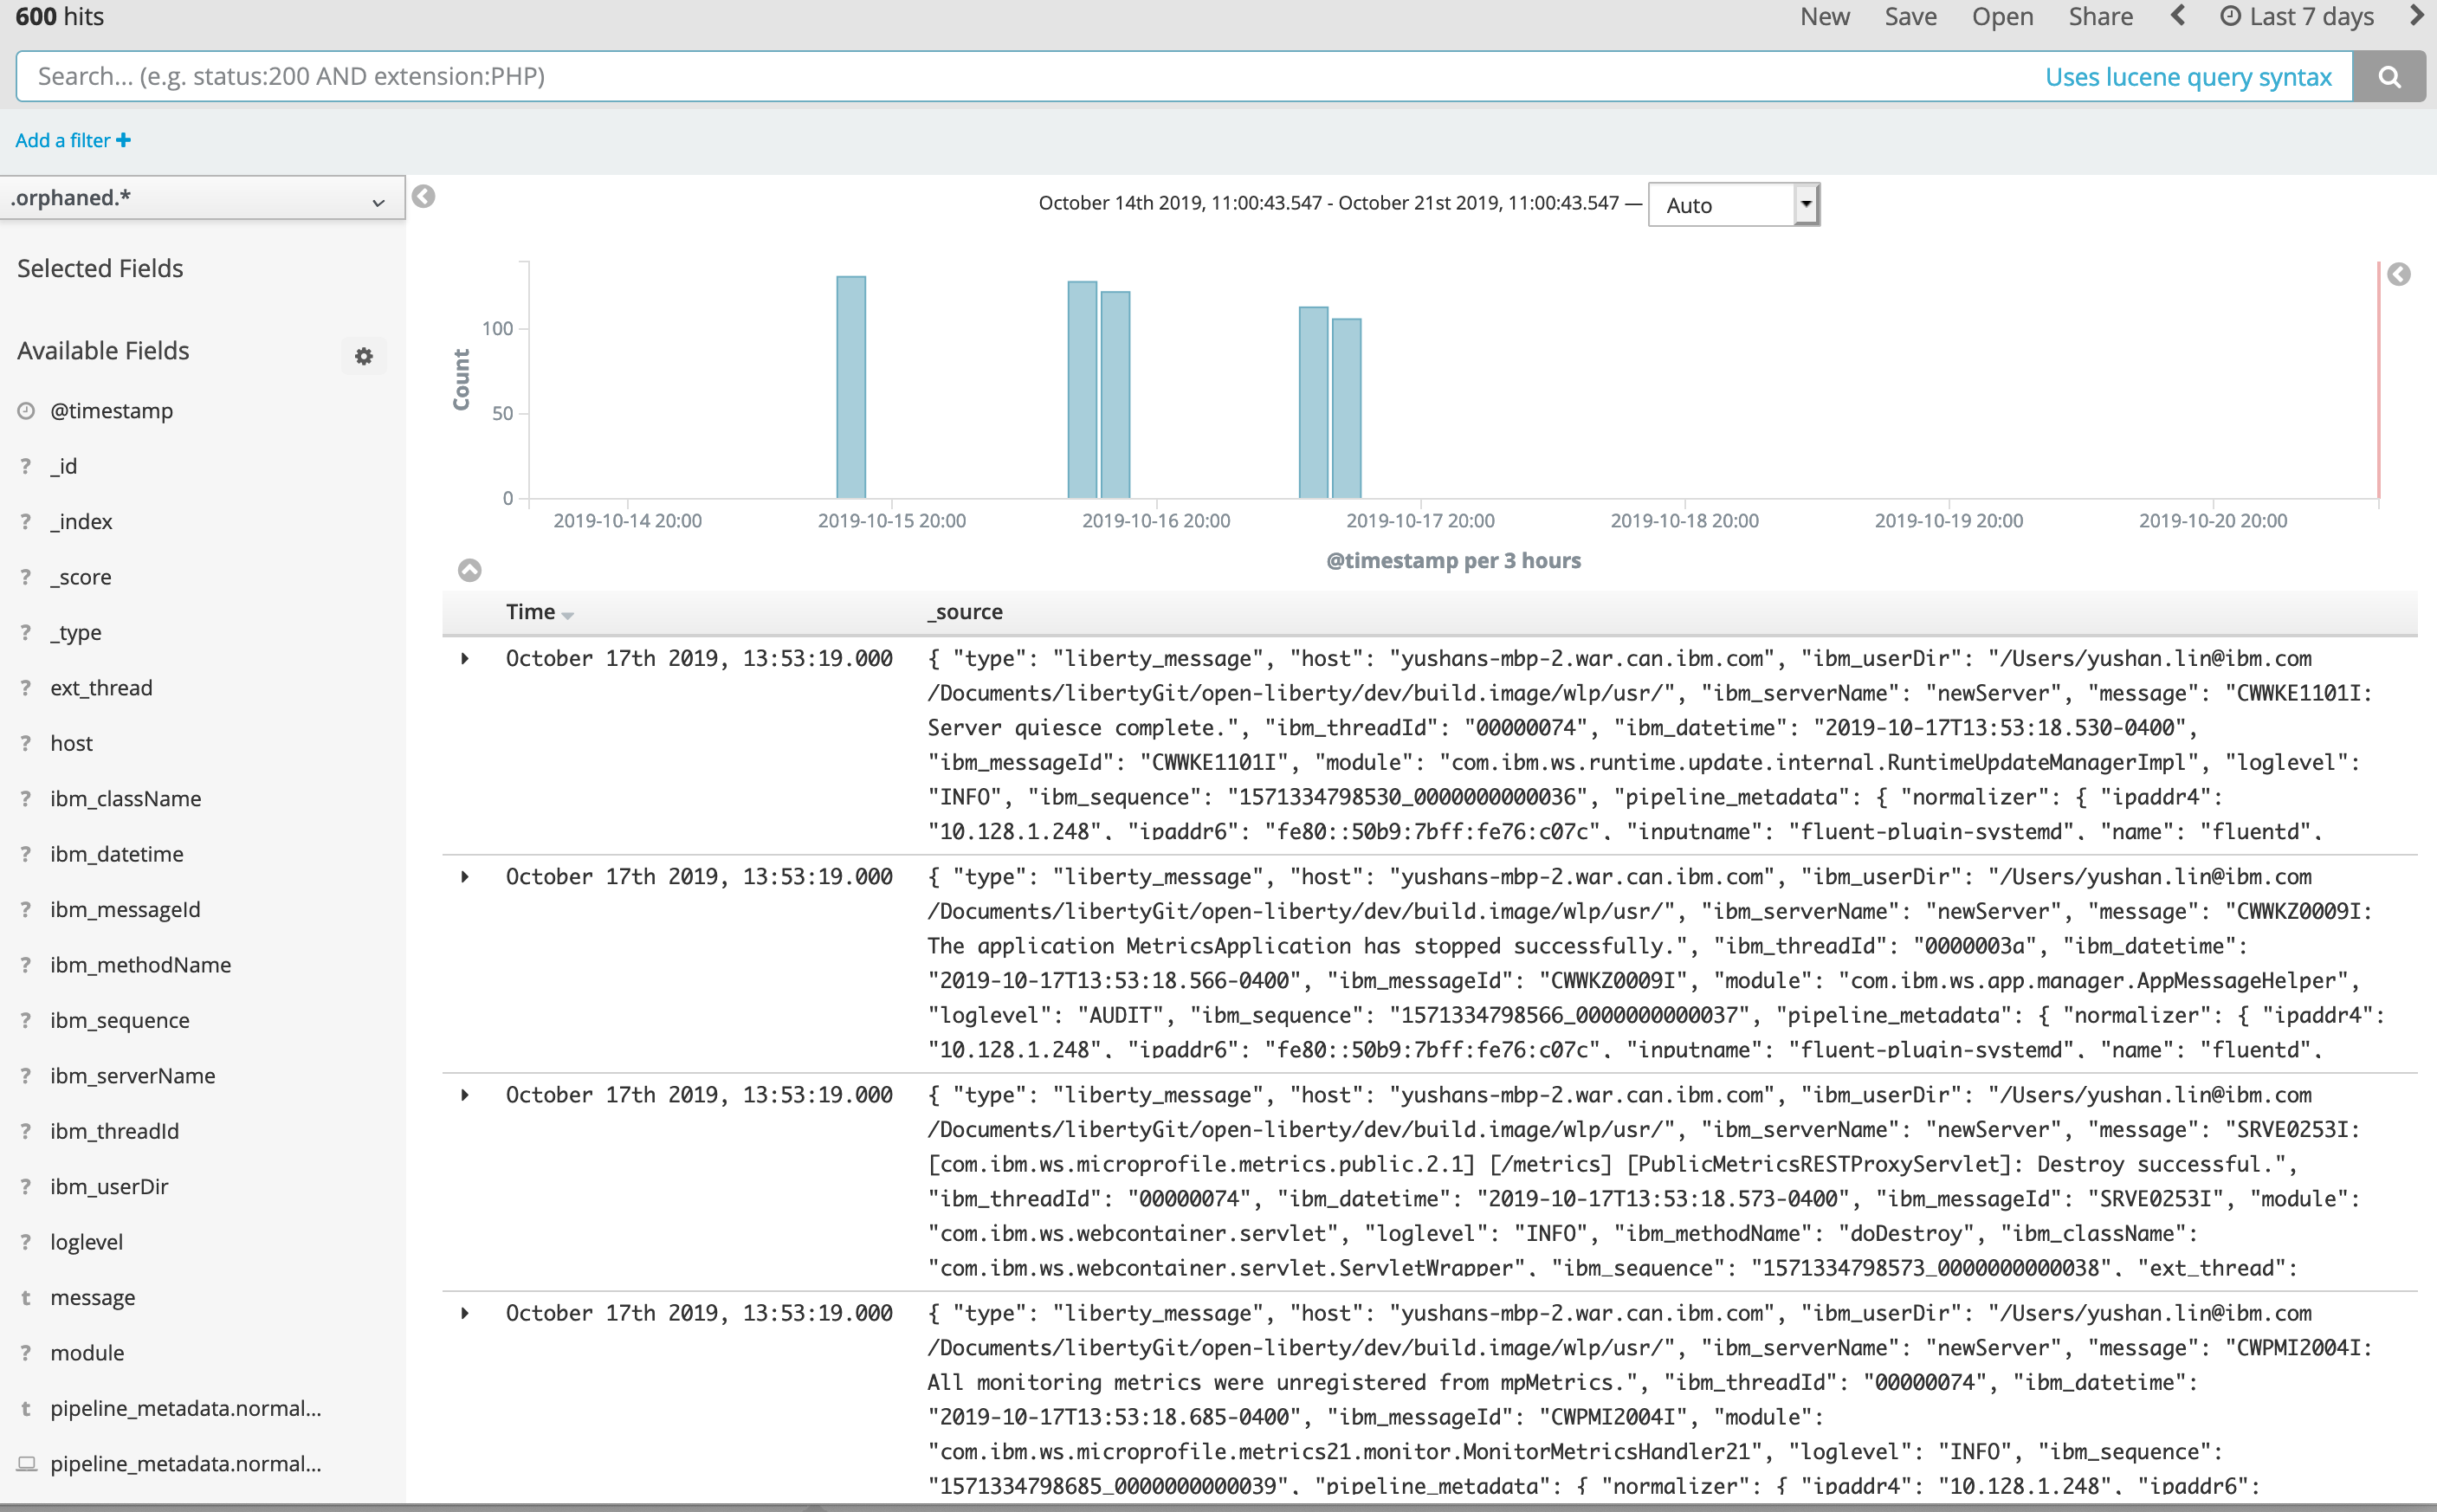 600 hits
New Save Open Share Last 7 days
Search... (e.g. status:200 AND extension:PHP)
Uses lucene query syntax
Add a filter
.orphaned.*
Selected Fields
Available Fields
@timestamp
? _id
? _index
? _score
? _type
? ext_thread
? host
? ibm_className
? ibm_datetime
? ibm_messageId
? ibm_methodName
? ibm_sequence
? ibm_serverName
? ibm_threadId
? ibm_userDir
? loglevel
t message
? module
t pipeline_metadata.normal...
pipeline_metadata.normal...
October 14th 2019, 11:00:43.547 - October 21st 2019, 11:00:43.547 — Auto
Count
100
50
0
2019-10-14 20:00 2019-10-15 20:00 2019-10-16 20:00 2019-10-17 20:00 2019-10-18 20:00 2019-10-19 20:00 2019-10-20 20:00
@timestamp per 3 hours
Time _source
October 17th 2019, 13:53:19.000 { "type": "liberty_message", "host": "yushans-mbp-2.war.can.ibm.com", "ibm_userDir": "/Users/yushan.lin@ibm.com
/Documents/libertyGit/open-liberty/dev/build.image/wlp/usr/", "ibm_serverName": "newServer", "message": "CWWKE1101I:
Server quiesce complete.", "ibm_threadId": "00000074", "ibm_datetime": "2019-10-17T13:53:18.530-0400",
"ibm_messageId": "CWWKE1101I", "module": "com.ibm.ws.runtime.update.internal.RuntimeUpdateManagerImpl", "loglevel":
"INFO", "ibm_sequence": "1571334798530_0000000000036", "pipeline_metadata": { "normalizer": { "ipaddr4":
"10.128.1.248", "ipaddr6": "fe80::50b9:7bff:fe76:c07c", "inputname": "fluent-plugin-systemd", "name": "fluentd",
October 17th 2019, 13:53:19.000 { "type": "liberty_message", "host": "yushans-mbp-2.war.can.ibm.com", "ibm_userDir": "/Users/yushan.lin@ibm.com
/Documents/libertyGit/open-liberty/dev/build.image/wlp/usr/", "ibm_serverName": "newServer", "message": "CWWKZ0009I:
The application MetricsApplication has stopped successfully.", "ibm_threadId": "0000003a", "ibm_datetime":
"2019-10-17T13:53:18.566-0400", "ibm_messageId": "CWWKZ0009I", "module": "com.ibm.ws.app.manager.AppMessageHelper",
"loglevel": "AUDIT", "ibm_sequence": "1571334798566_0000000000037", "pipeline_metadata": { "normalizer": { "ipaddr4":
"10.128.1.248", "ipaddr6": "fe80::50b9:7bff:fe76:c07c", "inputname": "fluent-plugin-systemd", "name": "fluentd",
October 17th 2019, 13:53:19.000 { "type": "liberty_message", "host": "yushans-mbp-2.war.can.ibm.com", "ibm_userDir": "/Users/yushan.lin@ibm.com
/Documents/libertyGit/open-liberty/dev/build.image/wlp/usr/", "ibm_serverName": "newServer", "message": "SRVE0253I:
[com.ibm.ws.microprofile.metrics.public.2.1] [/metrics] [PublicMetricsRESTProxyServlet]: Destroy successful.",
"ibm_threadId": "00000074", "ibm_datetime": "2019-10-17T13:53:18.573-0400", "ibm_messageId": "SRVE0253I", "module":
"com.ibm.ws.webcontainer.servlet", "loglevel": "INFO", "ibm_methodName": "doDestroy", "ibm_className":
"com.ibm.ws.webcontainer.servlet.ServletWrapper", "ibm_sequence": "1571334798573_0000000000038", "ext_thread":
October 17th 2019, 13:53:19.000 { "type": "liberty_message", "host": "yushans-mbp-2.war.can.ibm.com", "ibm_userDir": "/Users/yushan.lin@ibm.com
/Documents/libertyGit/open-liberty/dev/build.image/wlp/usr/", "ibm_serverName": "newServer", "message": "CWPMI2004I:
All monitoring metrics were unregistered from mpMetrics.", "ibm_threadId": "00000074", "ibm_datetime":
"2019-10-17T13:53:18.685-0400", "ibm_messageId": "CWPMI2004I", "module":
"com.ibm.ws.microprofile.metrics21.monitor.MonitorMetricsHandler21", "loglevel": "INFO", "ibm_sequence":
"1571334798685_0000000000039", "pipeline_metadata": { "normalizer": { "ipaddr4": "10.128.1.248", "ipaddr6":